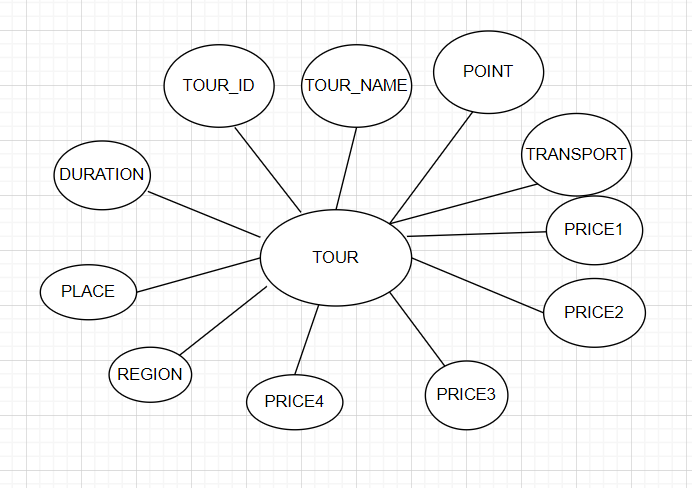 TOUR_ID
TOUR_NAME
POINT
TRANSPORT
DURATION
PRICE1
TOUR
PLACE
PRICE2
REGION
PRICE4
PRICE3